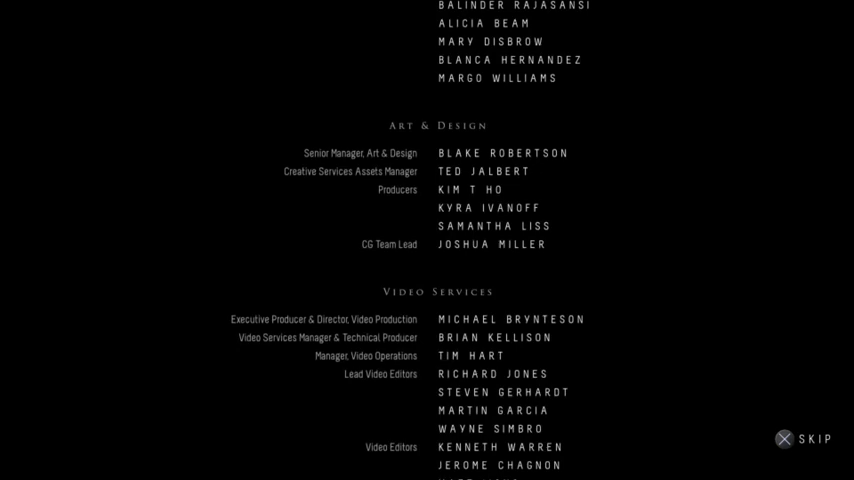 BALINDER RAJASANSI
ALICIA BEAM
MARY DISBROW
BLANCA HERNANDEZ
MARGO WILLIAMS
ART & DESIGN
Senior Manager, Art & Design BLAKE ROBERTSON
Creative Services Assets Manager TED JALBERT
Producers KIM T HO
KYRA IVANOFF
SAMANTHA LISS
CG Team Lead JOSHUA MILLER
VIDEO SERVICES
Executive Producer & Director, Video Production MICHAEL BRYNTESON
Video Services Manager & Technical Producer BRIAN KELLISON
Manager, Video Operations TIM HART
Lead Video Editors RICHARD JONES
STEVEN GERHARDT
MARTIN GARCIA
WAYNE SIMBRO
Video Editors KENNETH WARREN
SKIP
JEROME CHAGNON